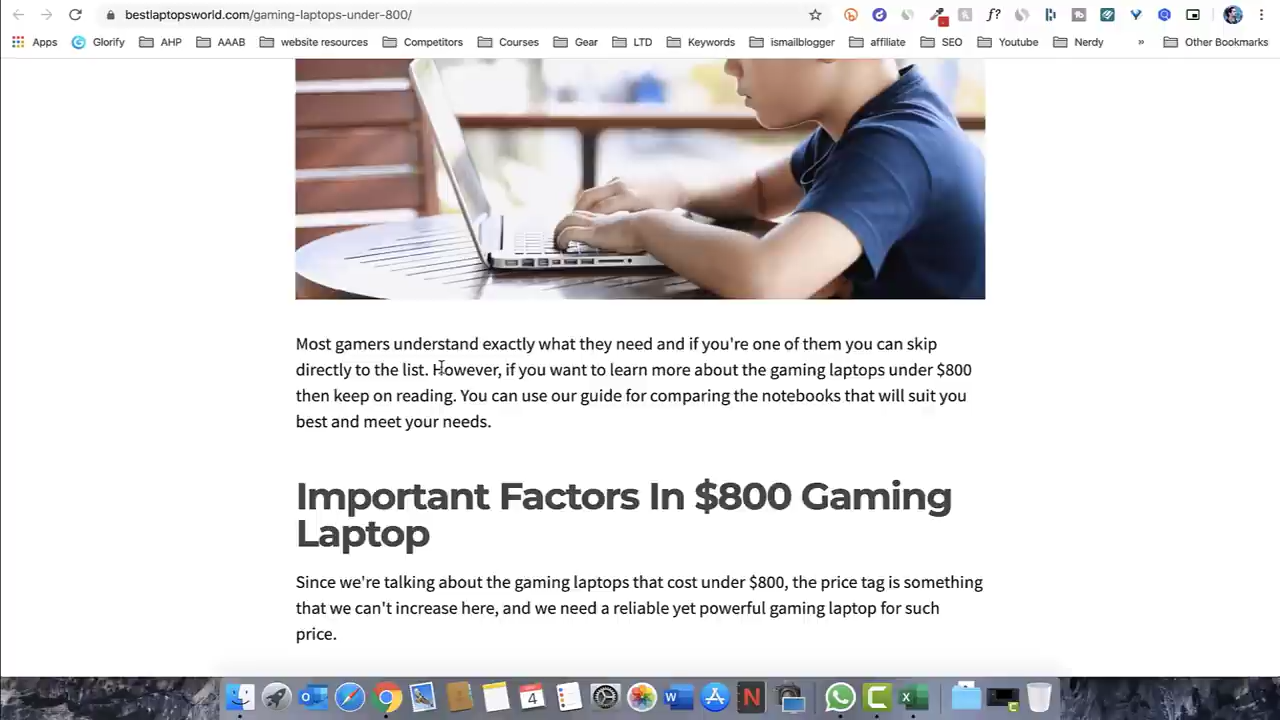 bestlaptopsworld.com/gaming-laptops-under-800/
Apps Glorify AHP AAAB website resources Competitors Courses Gear LTD Keywords ismailblogger affiliate SEO Youtube Nerdy » Other Bookmarks
Most gamers understand exactly what they need and if you're one of them you can skip
directly to the list. However, if you want to learn more about the gaming laptops under $800
then keep on reading. You can use our guide for comparing the notebooks that will suit you
best and meet your needs.
Important Factors In $800 Gaming
Laptop
Since we're talking about the gaming laptops that cost under $800, the price tag is something
that we can't increase here, and we need a reliable yet powerful gaming laptop for such
price.
4